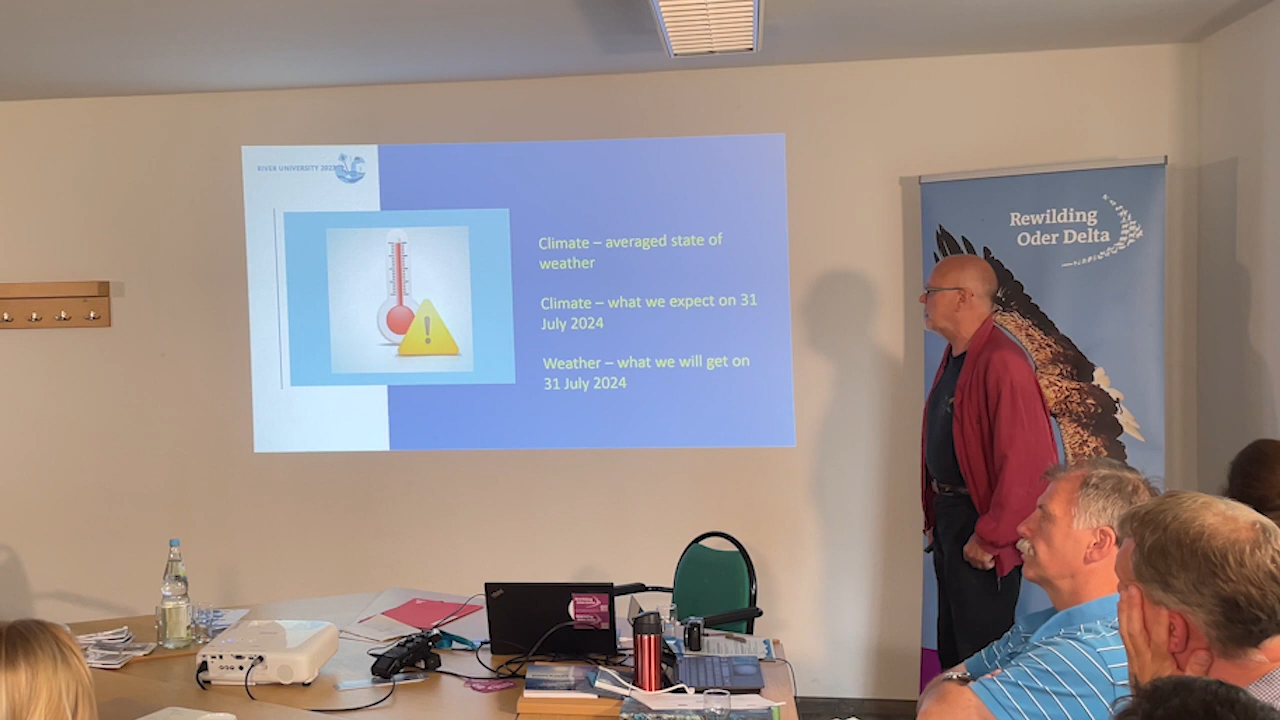 RIVER UNIVERSITY 2023
Climate – averaged state of
weather
Climate – what we expect on 31
July 2024
Weather – what we will get on
31 July 2024
Rewilding
Oder Delta